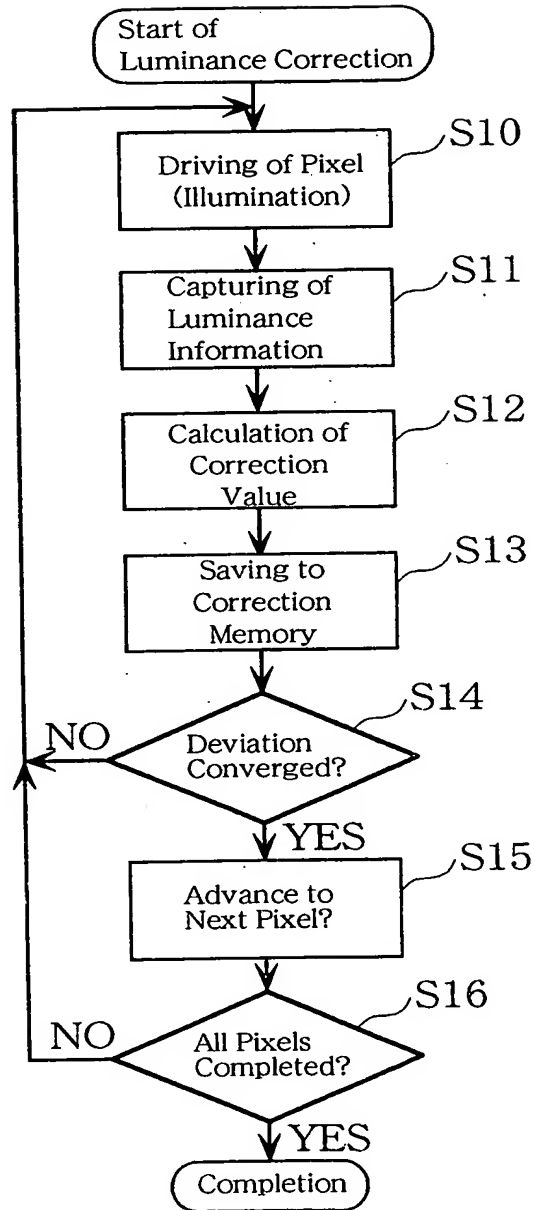 Start of
Luminance Correction
S10
Driving of Pixel
(Illumination)
S11
Capturing of
Luminance
Information
S12
Calculation of
Correction
Value
S13
Saving to
Correction
Memory
S14
NO
Deviation
Converged?
YES
S15
Advance to
Next Pixel?
S16
NO
All Pixels
Completed?
YES
Completion